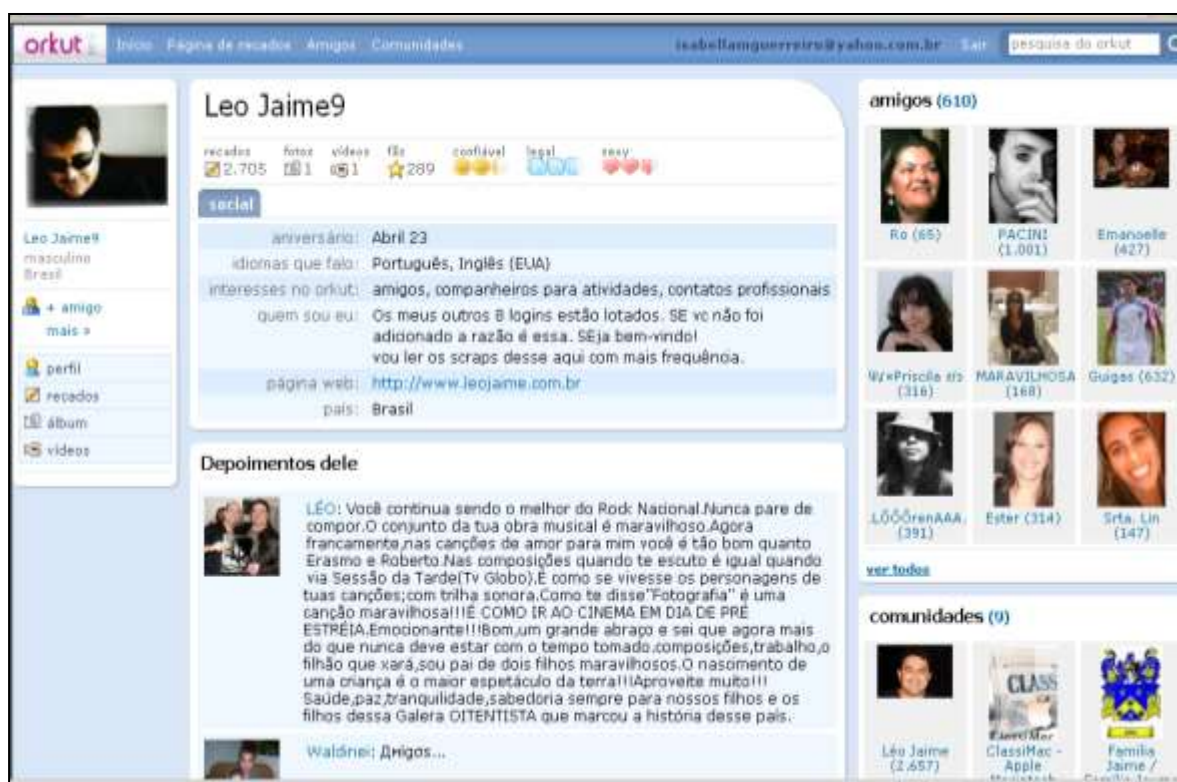 orkut
Início Página de recados amigos Comunidades
isabellamguerreiro@yahoo.com.br Sair pesquisa do orkut
Leo Jaime9
masculino
Brasil
+ amigo
mais »
perfil
recados
álbum
vídeos
Leo Jaime9
recados fotos vídeos fãs confiável legal sexy
2.705 1 1 289
social
aniversário: Abril 23
idiomas que falo: Português, Inglês (EUA)
interesses no orkut: amigos, companheiros para atividades, contatos profissionais
quem sou eu: Os meus outros 8 logins estão lotados. SE vc não foi
adicionado a razão é essa. SEja bem-vindo!
vou ler os scraps desse aqui com mais frequência.
página web: http://www.leojaime.com.br
país: Brasil
Depoimentos dele
LÉO: Você continua sendo o melhor do Rock Nacional.Nunca pare de
compor.O conjunto da tua obra musical é maravilhoso.Agora
francamente,nas canções de amor para mim você é tão bom quanto
Erasmo e Roberto.Nas composições quando te escuto é igual quando
via Sessão da Tarde(Tv Globo).É como se vivesse os personagens de
tuas canções;com trilha sonora.Como te disse"Fotografia" é uma
canção maravilhosa!!!É COMO IR AO CINEMA EM DIA DE PRÉ
ESTRÉIA.Emocionante!!!Bom,um grande abraço e sei que agora mais
do que nunca deve estar com o tempo tomado,composições,trabalho,o
filhão que xará,sou pai de dois filhos maravilhosos.O nascimento de
uma criança é o maior espetáculo da terra!!!Aproveite muito!!!
Saúde,paz,tranquilidade,sabedoria sempre para nossos filhos e os
filhos dessa Galera OITENTISTA que marcou a história desse país.
Waldinei: Дмigos...
amigos (610)
Ro (65) PACINI Emanoelle
(1.001) (427)
Priscila MARAVILHOSA Guigas (632)
(316) (168)
.LÔÔÔrenAAA. Ester (314) Srta. Lin
(391) (147)
ver todos
comunidades (9)
CLASS
Léo Jaime ClassiMac - Familia
(2.657) Apple Jaime /